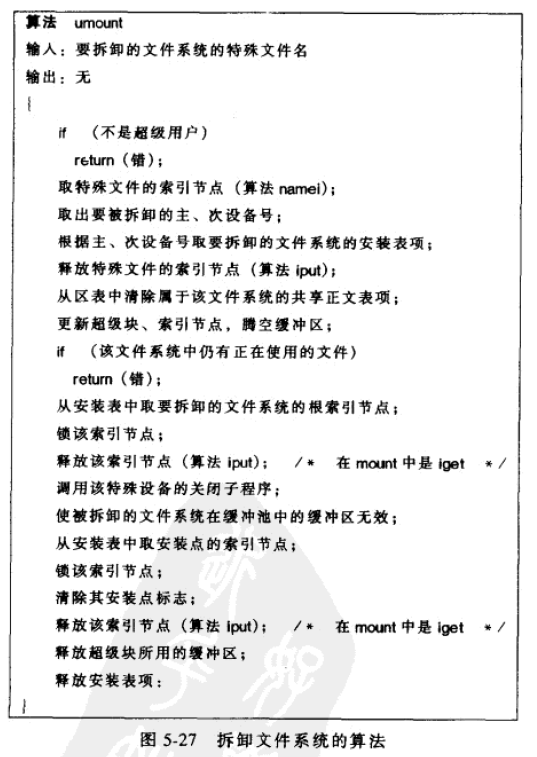 算法 umount
输入：要拆卸的文件系统的特殊文件名
输出：无
{
if （不是超级用户）
return（错）；
取特殊文件的索引节点（算法 namei）；
取出要被拆卸的主、次设备号；
根据主、次设备号取要拆卸的文件系统的安装表项；
释放特殊文件的索引节点（算法 iput）；
从区表中清除属于该文件系统的共享正文表项；
更新超级块、索引节点，腾空缓冲区；
if （该文件系统中仍有正在使用的文件）
return（错）；
从安装表中取要拆卸的文件系统的根索引节点；
锁该索引节点；
释放该索引节点（算法 iput）； /* 在 mount 中是 iget */
调用该特殊设备的关闭子程序；
使被拆卸的文件系统在缓冲池中的缓冲区无效；
从安装表中取安装点的索引节点；
锁该索引节点；
清除其安装点标志；
释放该索引节点（算法 iput）； /* 在 mount 中是 iget */
释放超级块所用的缓冲区；
释放安装表项：
}
图 5-27 拆卸文件系统的算法